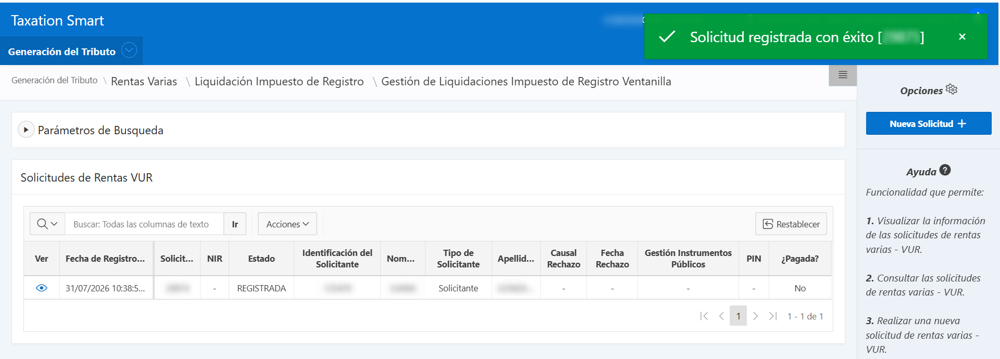 Taxation Smart
Solicitud registrada con éxito [ ]
Generación del Tributo
Generación del Tributo \ Rentas Varias \ Liquidación Impuesto de Registro \ Gestión de Liquidaciones Impuesto de Registro Ventanilla
Opciones
Nueva Solicitud
Parámetros de Busqueda
Solicitudes de Rentas VUR
Buscar: Todas las columnas de texto
Ir
Acciones
Restablecer
Ver Fecha de Registro... Solicit... NIR Estado Identificación del Solicitante Nom... Tipo de Solicitante Apellid... Causal Rechazo Fecha Rechazo Gestión Instrumentos Públicos PIN ¿Pagada?
31/07/2026 10:38:5... - REGISTRADA Solicitante - - - - No
1 1 - 1 de 1
Ayuda
Funcionalidad que permite:
1. Visualizar la información
de las solicitudes de rentas
varias - VUR.
2. Consultar las solicitudes
de rentas varias - VUR.
3. Realizar una nueva
solicitud de rentas varias -
VUR.